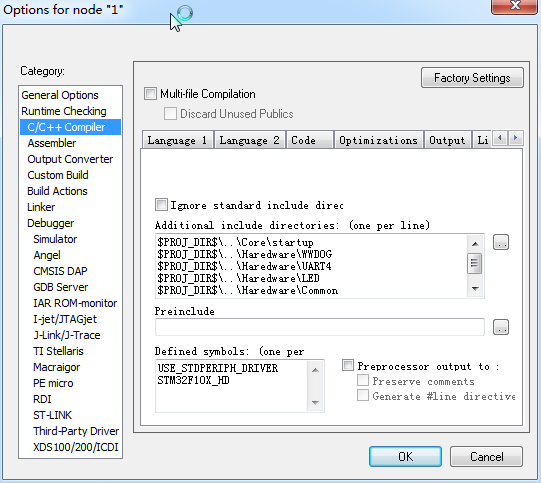 Options for node "1"
Category:
Factory Settings
General Options
Runtime Checking
C/C++ Compiler
Assembler
Output Converter
Custom Build
Build Actions
Linker
Debugger
Simulator
Angel
CMSIS DAP
GDB Server
IAR ROM-monitor
I-jet/JTAGjet
J-Link/J-Trace
TI Stellaris
Macraigor
PE micro
RDI
ST-LINK
Third-Party Driver
XDS100/200/ICDI
Multi-file Compilation
Discard Unused Publics
Language 1 Language 2 Code Optimizations Output Li
Ignore standard include direc
Additional include directories: (one per line)
$PROJ_DIR$\..\Core\startup
$PROJ_DIR$\..\Haredware\WWDOG
$PROJ_DIR$\..\Haredware\UART4
$PROJ_DIR$\..\Haredware\LED
$PROJ_DIR$\..\Haredware\Common
...
Preinclude
...
Defined symbols: (one per
USE_STDPERIPH_DRIVER
STM32F10X_HD
Preprocessor output to :
Preserve comments
Generate #line directive
OK Cancel